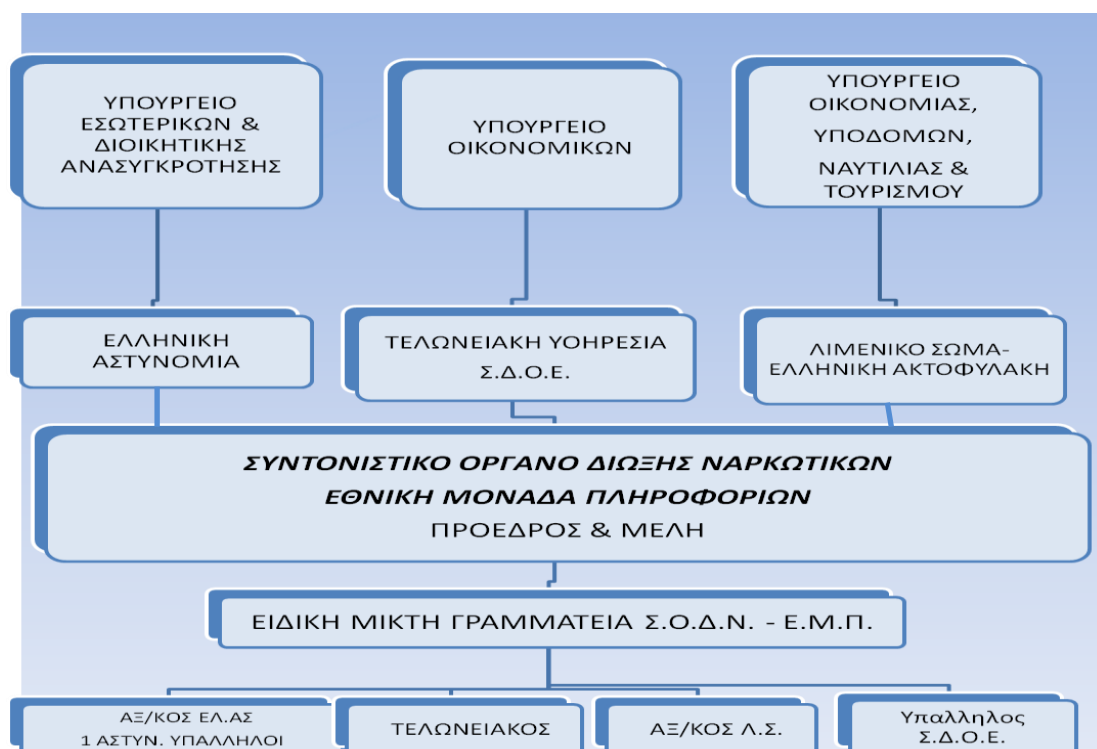 ΥΠΟΥΡΓΕΙΟ
ΕΣΩΤΕΡΙΚΩΝ &
ΔΙΟΙΚΗΤΙΚΗΣ
ΑΝΑΣΥΓΚΡΟΤΗΣΗΣ
ΥΠΟΥΡΓΕΙΟ
ΟΙΚΟΝΟΜΙΚΩΝ
ΥΠΟΥΡΓΕΙΟ
ΟΙΚΟΝΟΜΙΑΣ,
ΥΠΟΔΟΜΩΝ,
ΝΑΥΤΙΛΙΑΣ &
ΤΟΥΡΙΣΜΟΥ
ΕΛΛΗΝΙΚΗ
ΑΣΤΥΝΟΜΙΑ
ΤΕΛΩΝΕΙΑΚΗ ΥΟΗΡΕΣΙΑ
Σ.Δ.Ο.Ε.
ΛΙΜΕΝΙΚΟ ΣΩΜΑ-
ΕΛΛΗΝΙΚΗ ΑΚΤΟΦΥΛΑΚΗ
ΣΥΝΤΟΝΙΣΤΙΚΟ ΟΡΓΑΝΟ ΔΙΩΞΗΣ ΝΑΡΚΩΤΙΚΩΝ
ΕΘΝΙΚΗ ΜΟΝΑΔΑ ΠΛΗΡΟΦΟΡΙΩΝ
ΠΡΟΕΔΡΟΣ & ΜΕΛΗ
ΕΙΔΙΚΗ ΜΙΚΤΗ ΓΡΑΜΜΑΤΕΙΑ Σ.Ο.Δ.Ν. - Ε.Μ.Π.
ΑΞ/ΚΟΣ ΕΛ.ΑΣ
1 ΑΣΤΥΝ. ΥΠΑΛΛΗΛΟΙ
ΤΕΛΩΝΕΙΑΚΟΣ
ΑΞ/ΚΟΣ Λ.Σ.
Υπαλληλος
Σ.Δ.Ο.Ε.